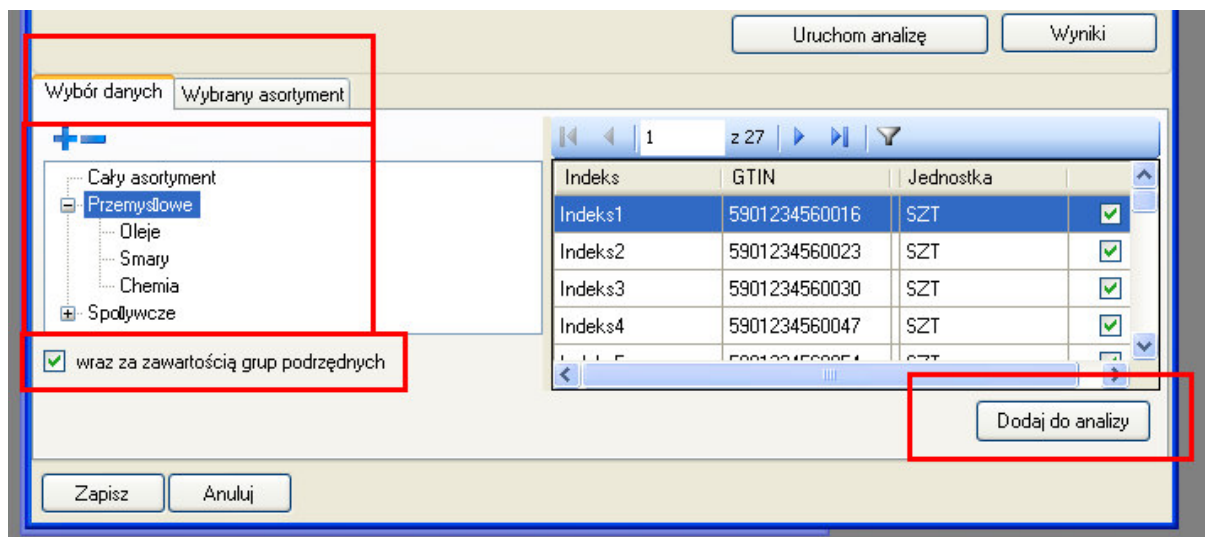 Uruchom analizę Wyniki
Wybór danych Wybrany asortyment
1 z 27
Cały asortyment
Przemysłowe
Oleje
Smary
Chemia
Spożywcze
wraz za zawartością grup podrzędnych
Indeks GTIN Jednostka
Indeks1 5901234560016 SZT
Indeks2 5901234560023 SZT
Indeks3 5901234560030 SZT
Indeks4 5901234560047 SZT
Dodaj do analizy
Zapisz Anuluj